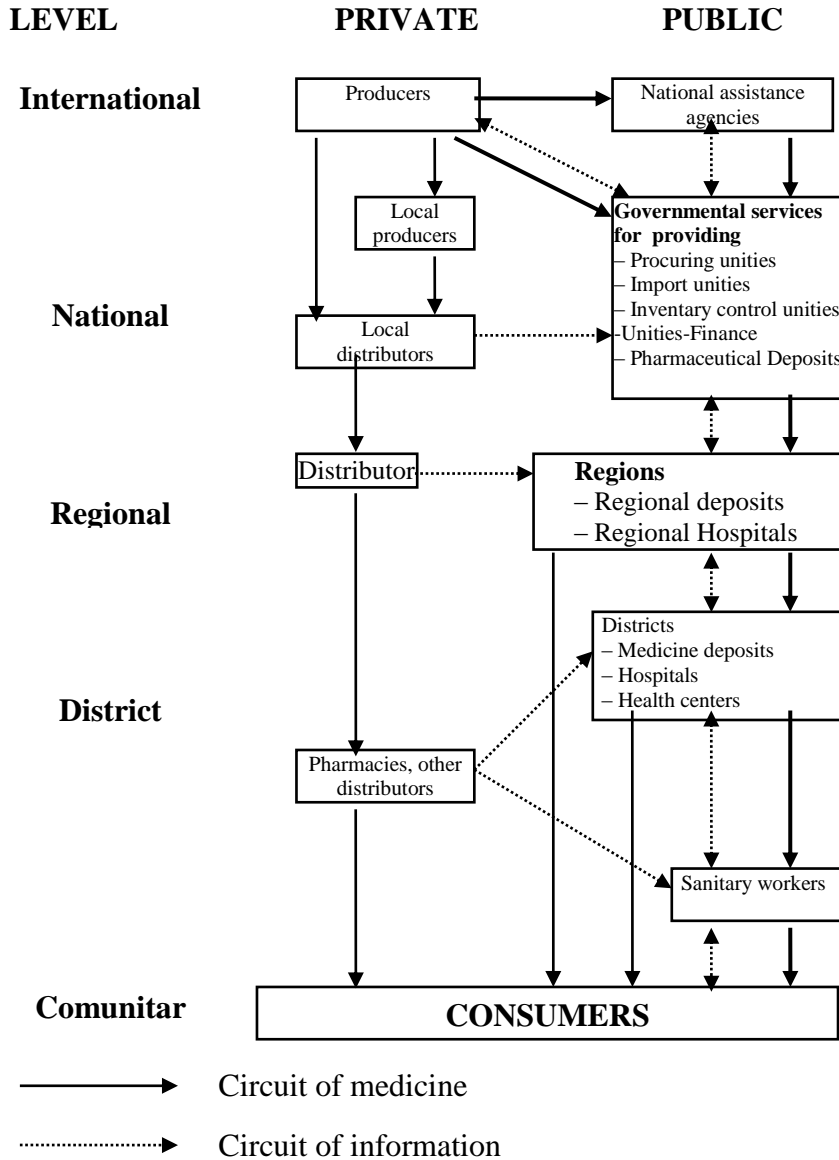 LEVEL PRIVATE PUBLIC
International
Producers
National assistance
agencies
Local
producers
Governmental services
for providing
– Procuring unities
– Import unities
– Inventary control unities
-Unities-Finance
– Pharmaceutical Deposits
National
Local
distributors
Regional
Distributor
Regions
– Regional deposits
– Regional Hospitals
District
Districts
– Medicine deposits
– Hospitals
– Health centers
Pharmacies, other
distributors
Sanitary workers
Comunitar
CONSUMERS
Circuit of medicine
Circuit of information